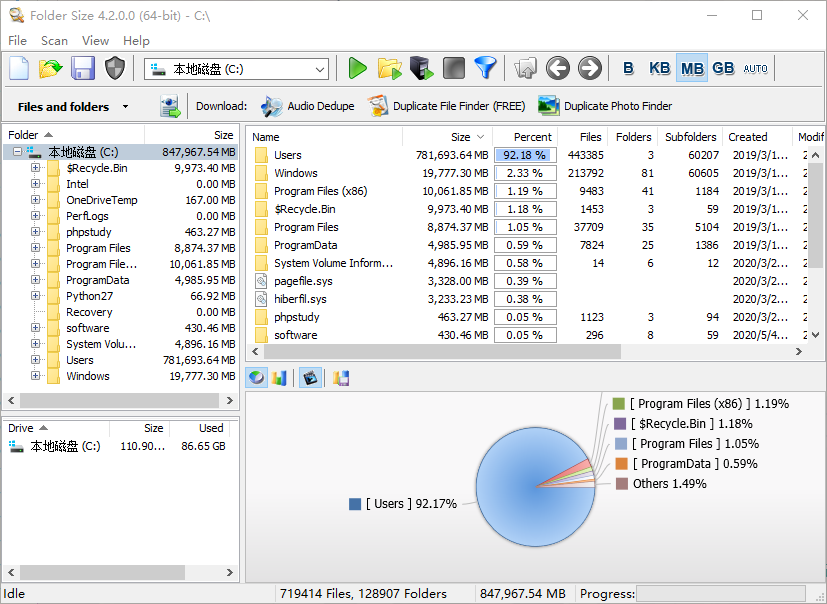 Folder Size 4.2.0.0 (64-bit) - C:\
File Scan View Help
本地磁盘 (C:) B KB MB GB AUTO
Files and folders Download: Audio Dedupe Duplicate File Finder (FREE) Duplicate Photo Finder
Folder Size
本地磁盘 (C:) 847,967.54 MB
$Recycle.Bin 9,973.40 MB
Intel 0.00 MB
OneDriveTemp 167.00 MB
PerfLogs 0.00 MB
phpstudy 463.27 MB
Program Files 8,874.37 MB
Program File... 10,061.85 MB
ProgramData 4,985.95 MB
Python27 66.92 MB
Recovery 0.00 MB
software 430.46 MB
System Volu... 4,896.16 MB
Users 781,693.64 MB
Windows 19,777.30 MB
Name Size Percent Files Folders Subfolders Created Modif
Users 781,693.64 MB 92.18 % 443385 3 60207 2019/3/1... 2
Windows 19,777.30 MB 2.33 % 213792 81 60605 2019/3/1... 2
Program Files (x86) 10,061.85 MB 1.19 % 9483 41 1184 2019/3/1... 2
$Recycle.Bin 9,973.40 MB 1.18 % 1453 3 59 2019/3/1... 2
Program Files 8,874.37 MB 1.05 % 37709 35 5104 2019/3/1... 2
ProgramData 4,985.95 MB 0.59 % 7824 25 1386 2019/3/1... 2
System Volume Inform... 4,896.16 MB 0.58 % 14 6 12 2020/3/2... 2
pagefile.sys 3,328.00 MB 0.39 % 2020/3/2... 2
hiberfil.sys 3,233.23 MB 0.38 % 2020/3/2... 2
phpstudy 463.27 MB 0.05 % 1123 3 94 2020/3/2... 2
software 430.46 MB 0.05 % 296 8 59 2020/5/4... 2
Drive Size Used
本地磁盘 (C:) 110.90... 86.65 GB
[ Users ] 92.17%
[ Program Files (x86) ] 1.19%
[ $Recycle.Bin ] 1.18%
[ Program Files ] 1.05%
[ ProgramData ] 0.59%
Others 1.49%
Idle 719414 Files, 128907 Folders 847,967.54 MB Progress: